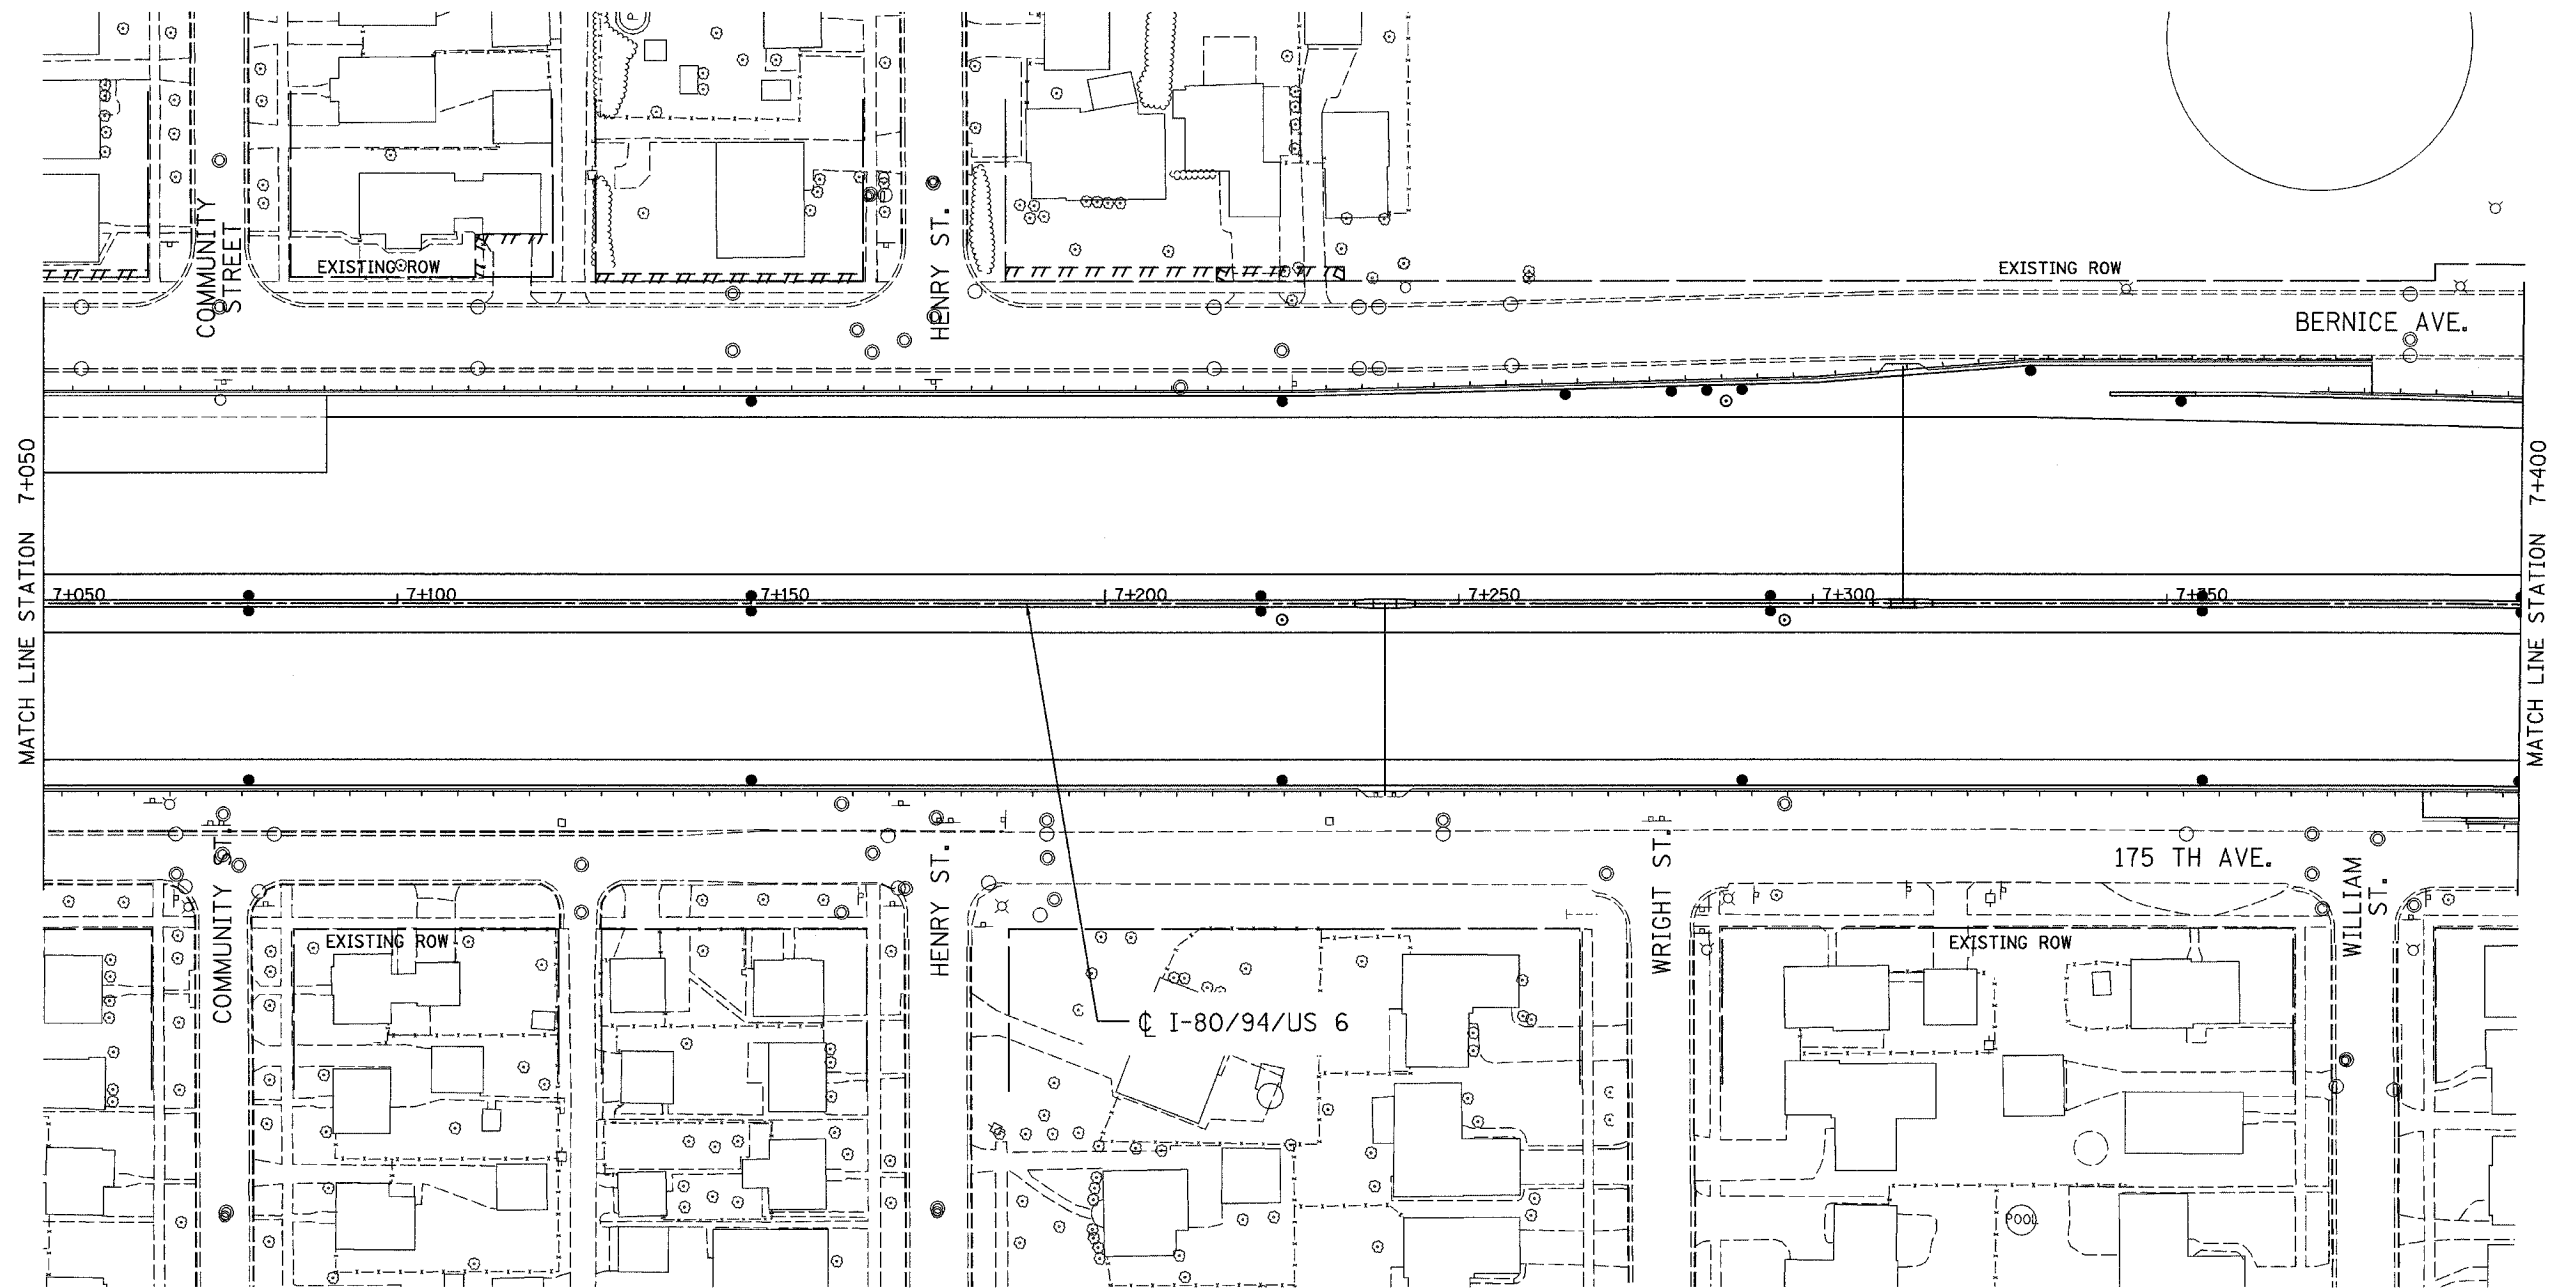 COMMUNITY
STREET
HENRY ST.
EXISTING ROW
EXISTING ROW
BERNICE AVE.
MATCH LINE STATION 7+050
MATCH LINE STATION 7+400
7+050
7+100
7+150
7+200
7+250
7+300
7+350
COMMUNITY ST.
HENRY ST.
WRIGHT ST.
175 TH AVE.
WILLIAM
ST.
EXISTING ROW
EXISTING ROW
℄ I-80/94/US 6
POOL